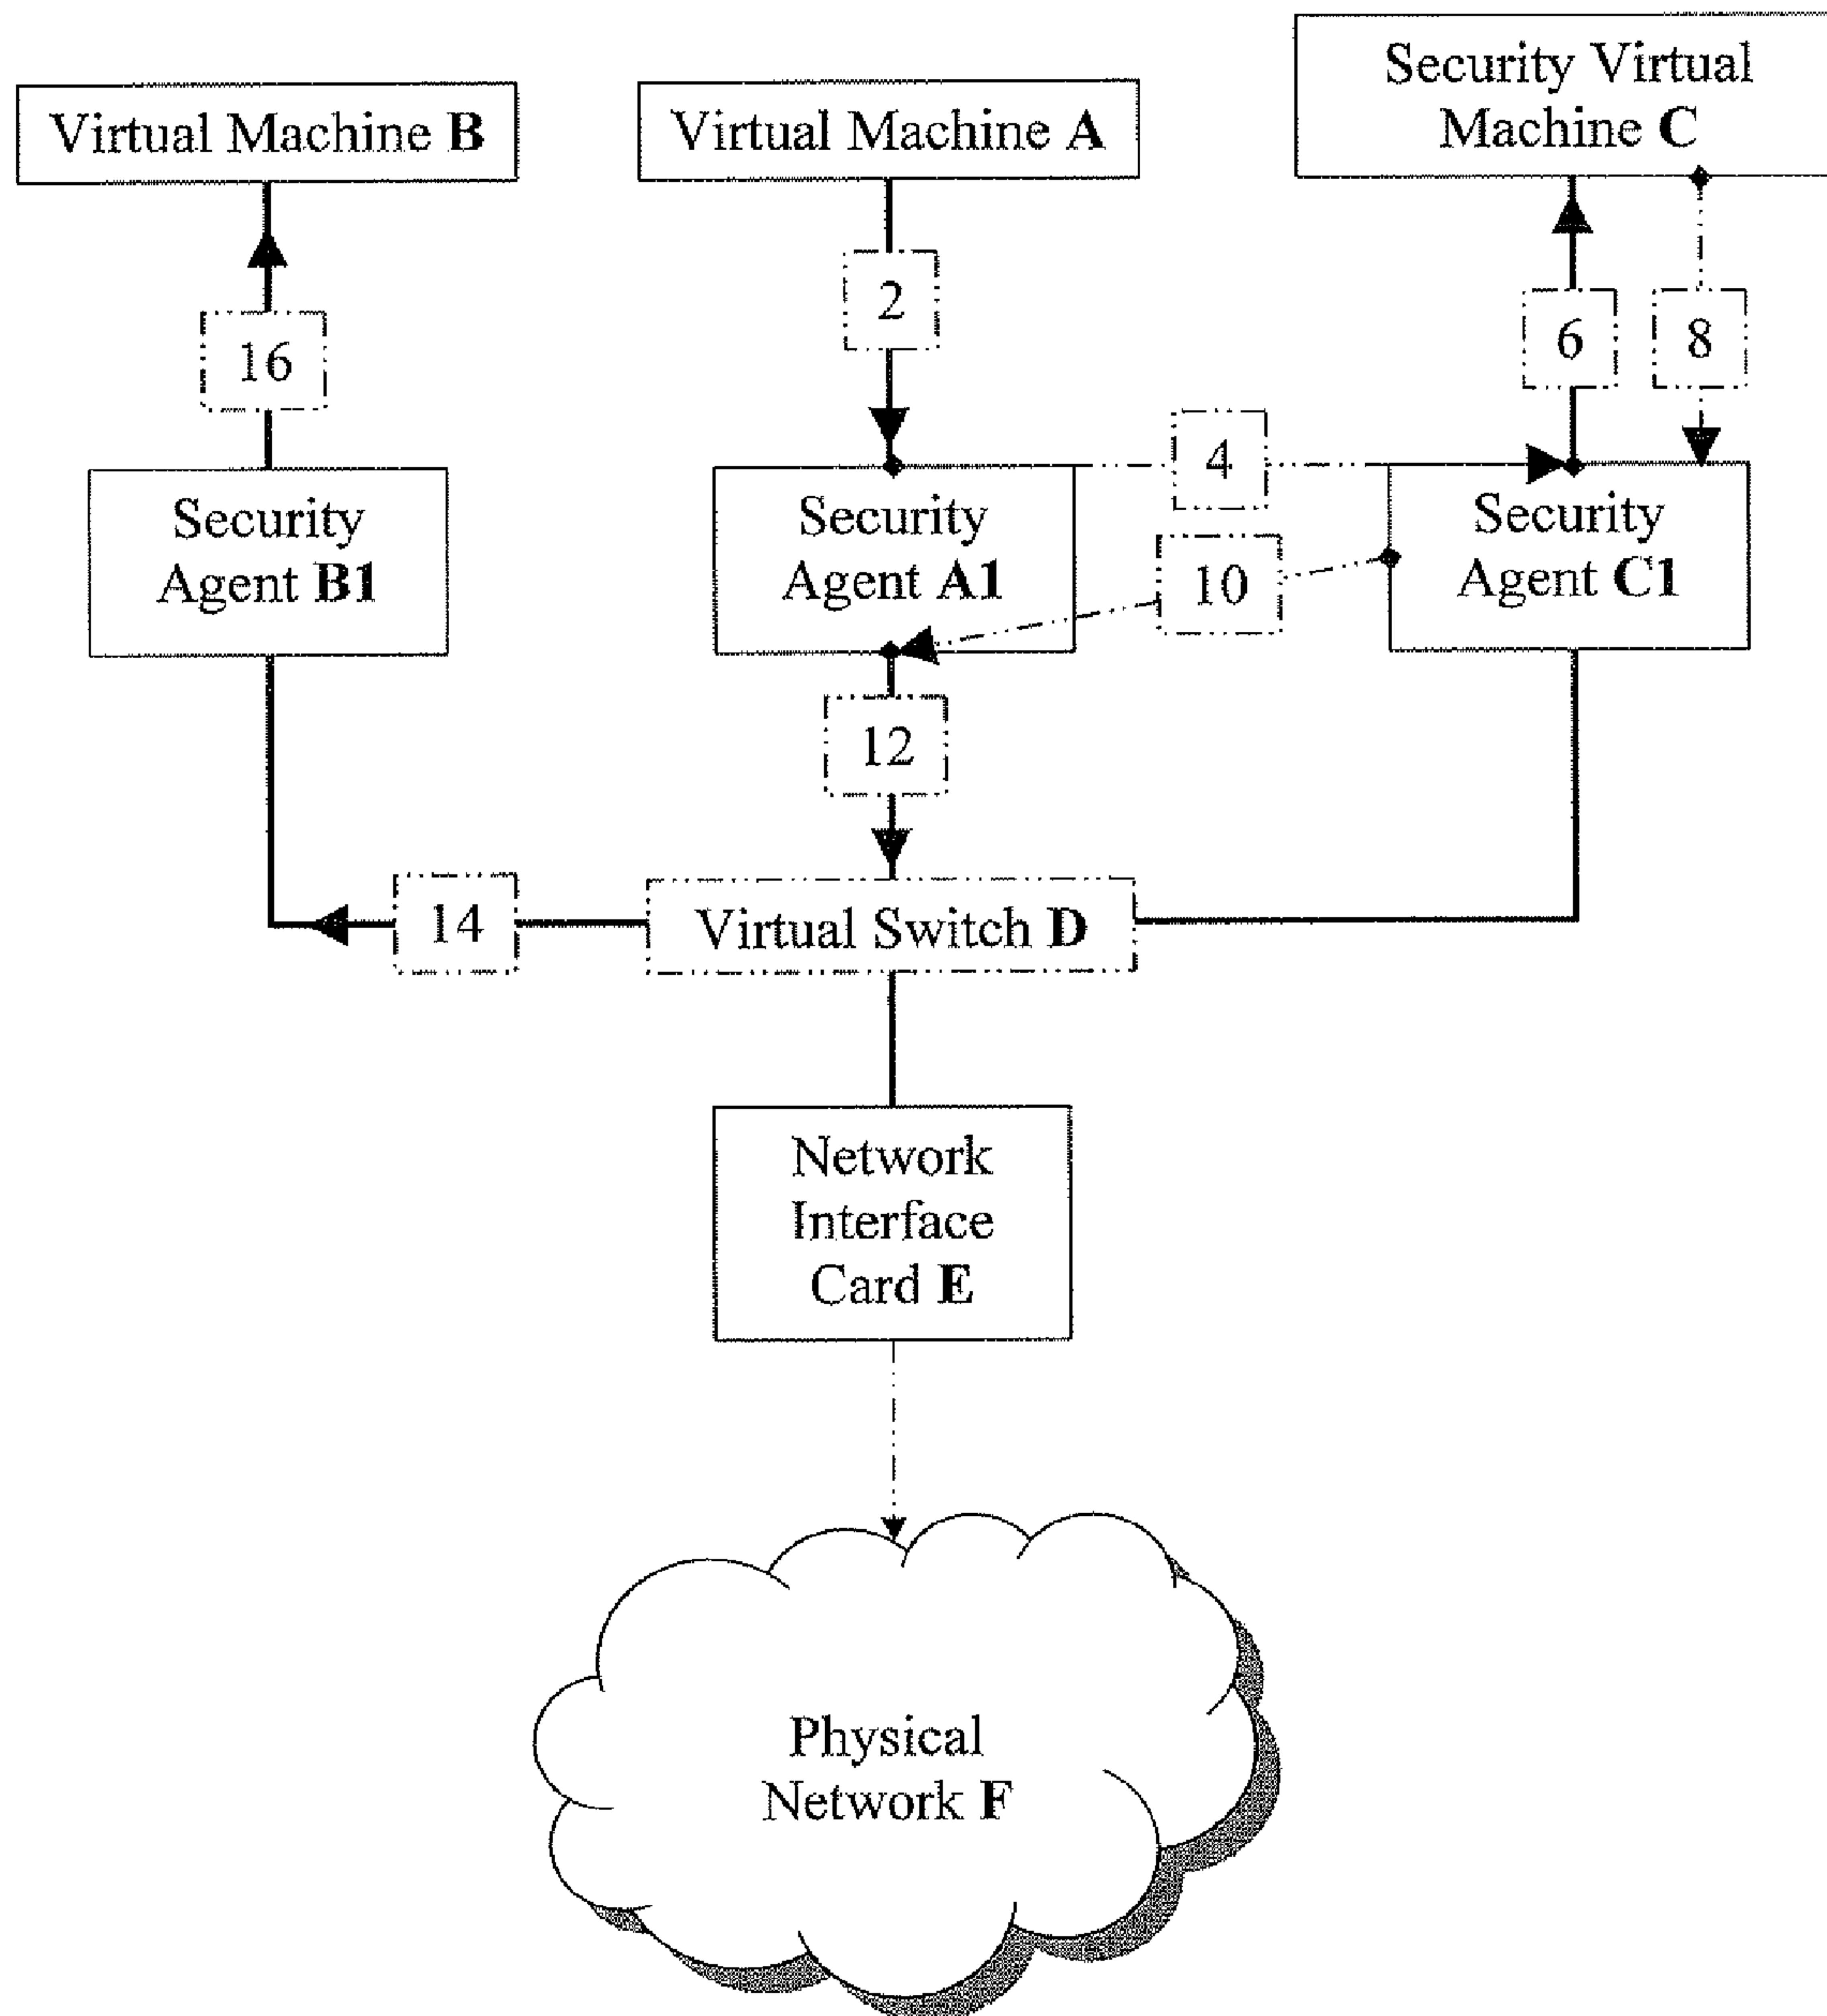 Virtual Machine B
Virtual Machine A
Security Virtual
Machine C
2
16
6
8
4
Security
Agent B1
Security
Agent A1
Security
Agent C1
10
12
14
Virtual Switch D
Network
Interface
Card E
Physical
Network F